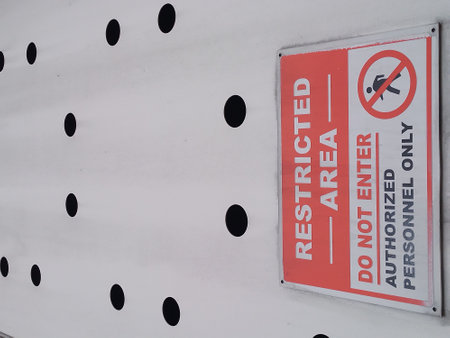 RESTRICTED
AREA
DO NOT ENTER
AUTHORIZED
PERSONNEL ONLY